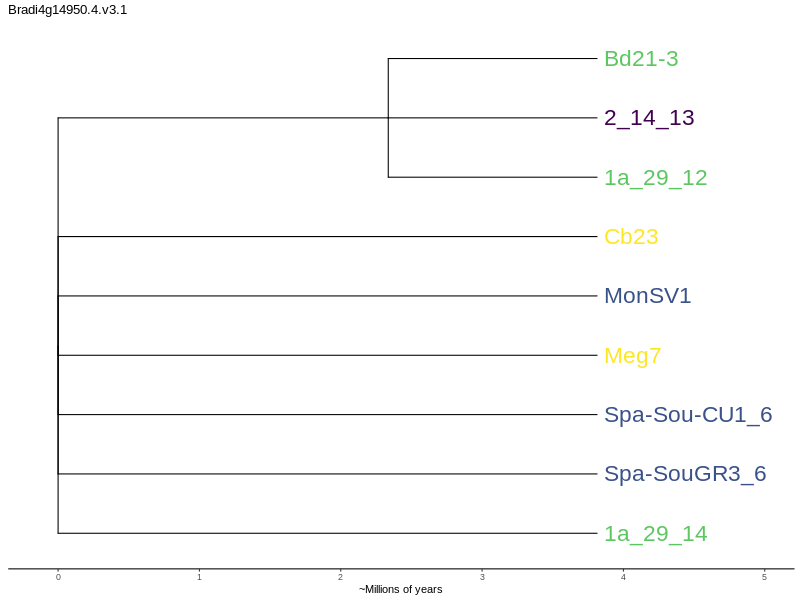 Bradi4g14950.4.v3.1
Bd21-3
2_14_13
1a_29_12
Cb23
MonSV1
Meg7
Spa-Sou-CU1_6
Spa-SouGR3_6
1a_29_14
0 1 2 3 4 5
~Millions of years